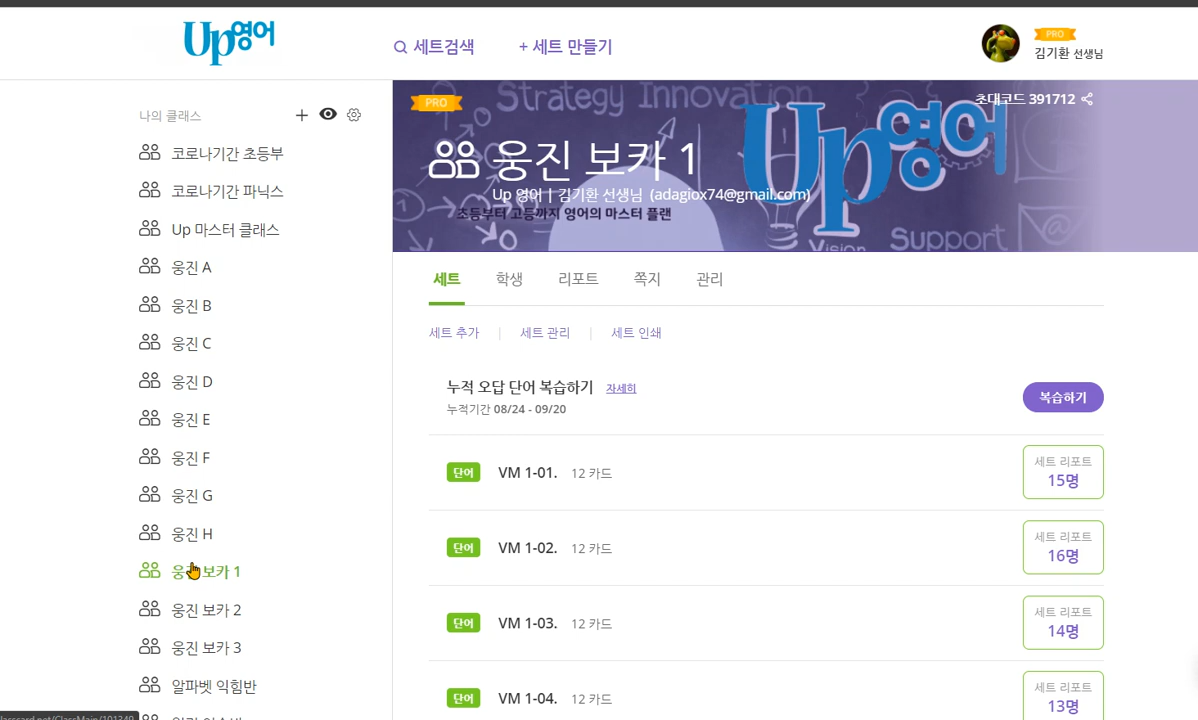 Up영어
세트검색
+ 세트 만들기
PRO
김기환 선생님
나의 클래스
코로나기간 초등부
코로나기간 파닉스
Up 마스터 클래스
웅진 A
웅진 B
웅진 C
웅진 D
웅진 E
웅진 F
웅진 G
웅진 H
웅진 보카 1
웅진 보카 2
웅진 보카 3
알파벳 익힘반
PRO
초대코드 391712
Strategy Innovation
Up영어
웅진 보카 1
Up 영어 | 김기환 선생님 (adagiox74@gmail.com)
초등부터 고등까지 영어의 마스터 플랜
Vision
Support
세트
학생
리포트
쪽지
관리
세트 추가
세트 관리
세트 인쇄
누적 오답 단어 복습하기 자세히
누적기간 08/24 - 09/20
복습하기
단어 VM 1-01. 12 카드
세트 리포트
15명
단어 VM 1-02. 12 카드
세트 리포트
16명
단어 VM 1-03. 12 카드
세트 리포트
14명
단어 VM 1-04. 12 카드
세트 리포트
13명